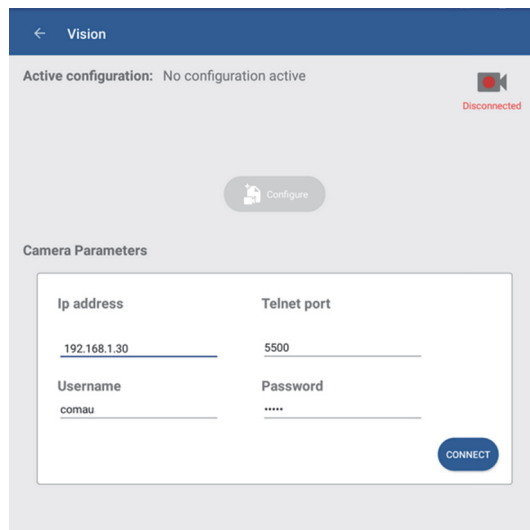 Vision
Active configuration: No configuration active
Disconnected
Configure
Camera Parameters
Ip address Telnet port
192.168.1.30 5500
Username Password
comau •••••
CONNECT